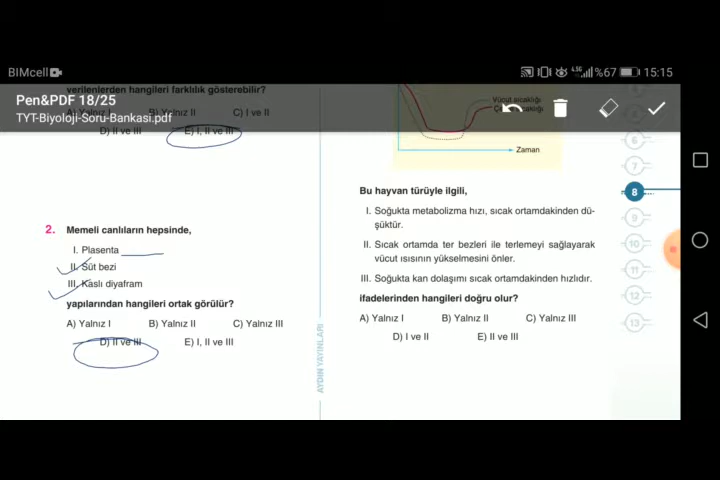 BIMcell
4.5G %67 15:15
verilenlerden hangileri farklılık gösterebilir?
Pen&PDF 18/25
TYT-Biyoloji-Soru-Bankasi.pdf
A) Yalnız I B) Yalnız II C) I ve II
D) II ve III E) I, II ve III
2. Memeli canlıların hepsinde,
I. Plasenta
II. Süt bezi
III. Kaslı diyafram
yapılarından hangileri ortak görülür?
A) Yalnız I B) Yalnız II C) Yalnız III
D) II ve III E) I, II ve III
AYDIN YAYINLARI
Vücut sıcaklığı
Zaman
Bu hayvan türüyle ilgili,
I. Soğukta metabolizma hızı, sıcak ortamdakinden dü-
şüktür.
II. Sıcak ortamda ter bezleri ile terlemeyi sağlayarak
vücut ısısının yükselmesini önler.
III. Soğukta kan dolaşımı sıcak ortamdakinden hızlıdır.
ifadelerinden hangileri doğru olur?
A) Yalnız I B) Yalnız II C) Yalnız III
D) I ve II E) II ve III
6
7
8
9
10
11
12
13